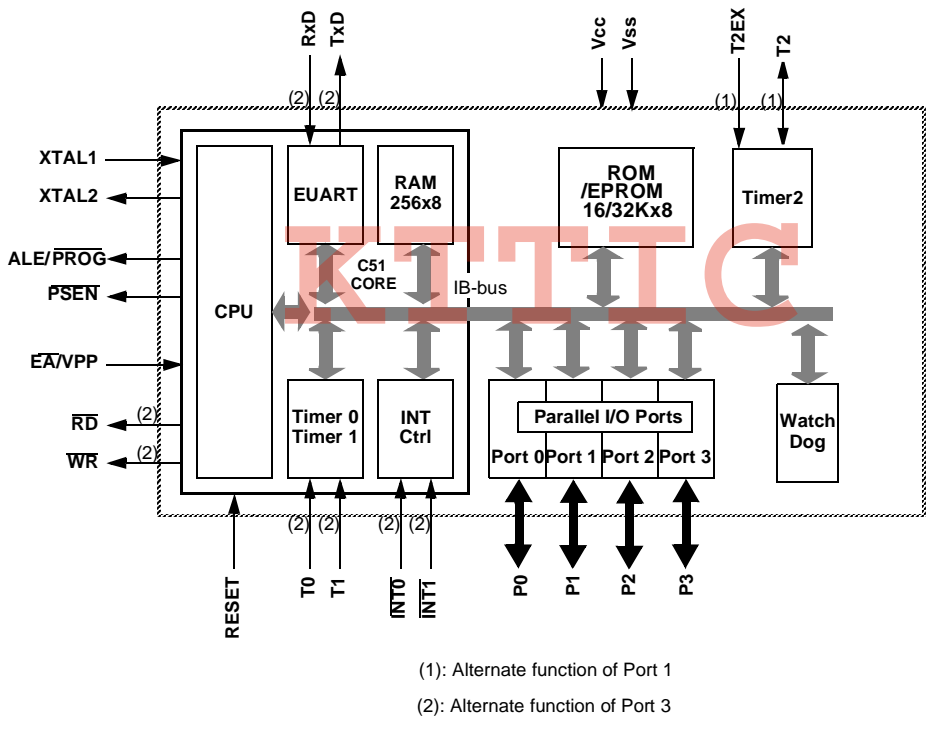 RxD
TxD
Vcc
Vss
T2EX
T2
(2)
(2)
(1)
(1)
XTAL1
XTAL2
ALE/PROG
PSEN
EA/VPP
RD
(2)
WR
(2)
CPU
EUART
RAM
256x8
C51
CORE
IB-bus
ROM
/EPROM
16/32Kx8
Timer2
KTTIC
Timer 0
Timer 1
INT
Ctrl
Parallel I/O Ports
Port 0
Port 1
Port 2
Port 3
Watch
Dog
(2)
(2)
(2)
(2)
RESET
T0
T1
INT0
INT1
P0
P1
P2
P3
(1): Alternate function of Port 1
(2): Alternate function of Port 3